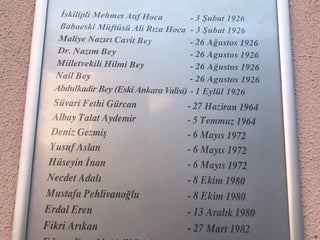 İskilipli Mehmet Atıf Hoca - 3 Şubat 1926
Babaeski Müftüsü Ali Rıza Hoca - 3 Şubat 1926
Maliye Nazırı Cavit Bey - 26 Ağustos 1926
Dr. Nazım Bey - 26 Ağustos 1926
Milletvekili Hilmi Bey - 26 Ağustos 1926
Nail Bey - 26 Ağustos 1926
Abdulkadir Bey (Eski Ankara Valisi) - 1 Eylül 1926
Süvari Fethi Gürcan - 27 Haziran 1964
Albay Talat Aydemir - 5 Temmuz 1964
Deniz Gezmiş - 6 Mayıs 1972
Yusuf Aslan - 6 Mayıs 1972
Hüseyin İnan - 6 Mayıs 1972
Necdet Adalı - 8 Ekim 1980
Mustafa Pehlivanoğlu - 8 Ekim 1980
Erdal Eren - 13 Aralık 1980
Fikri Arıkan - 27 Mart 1982